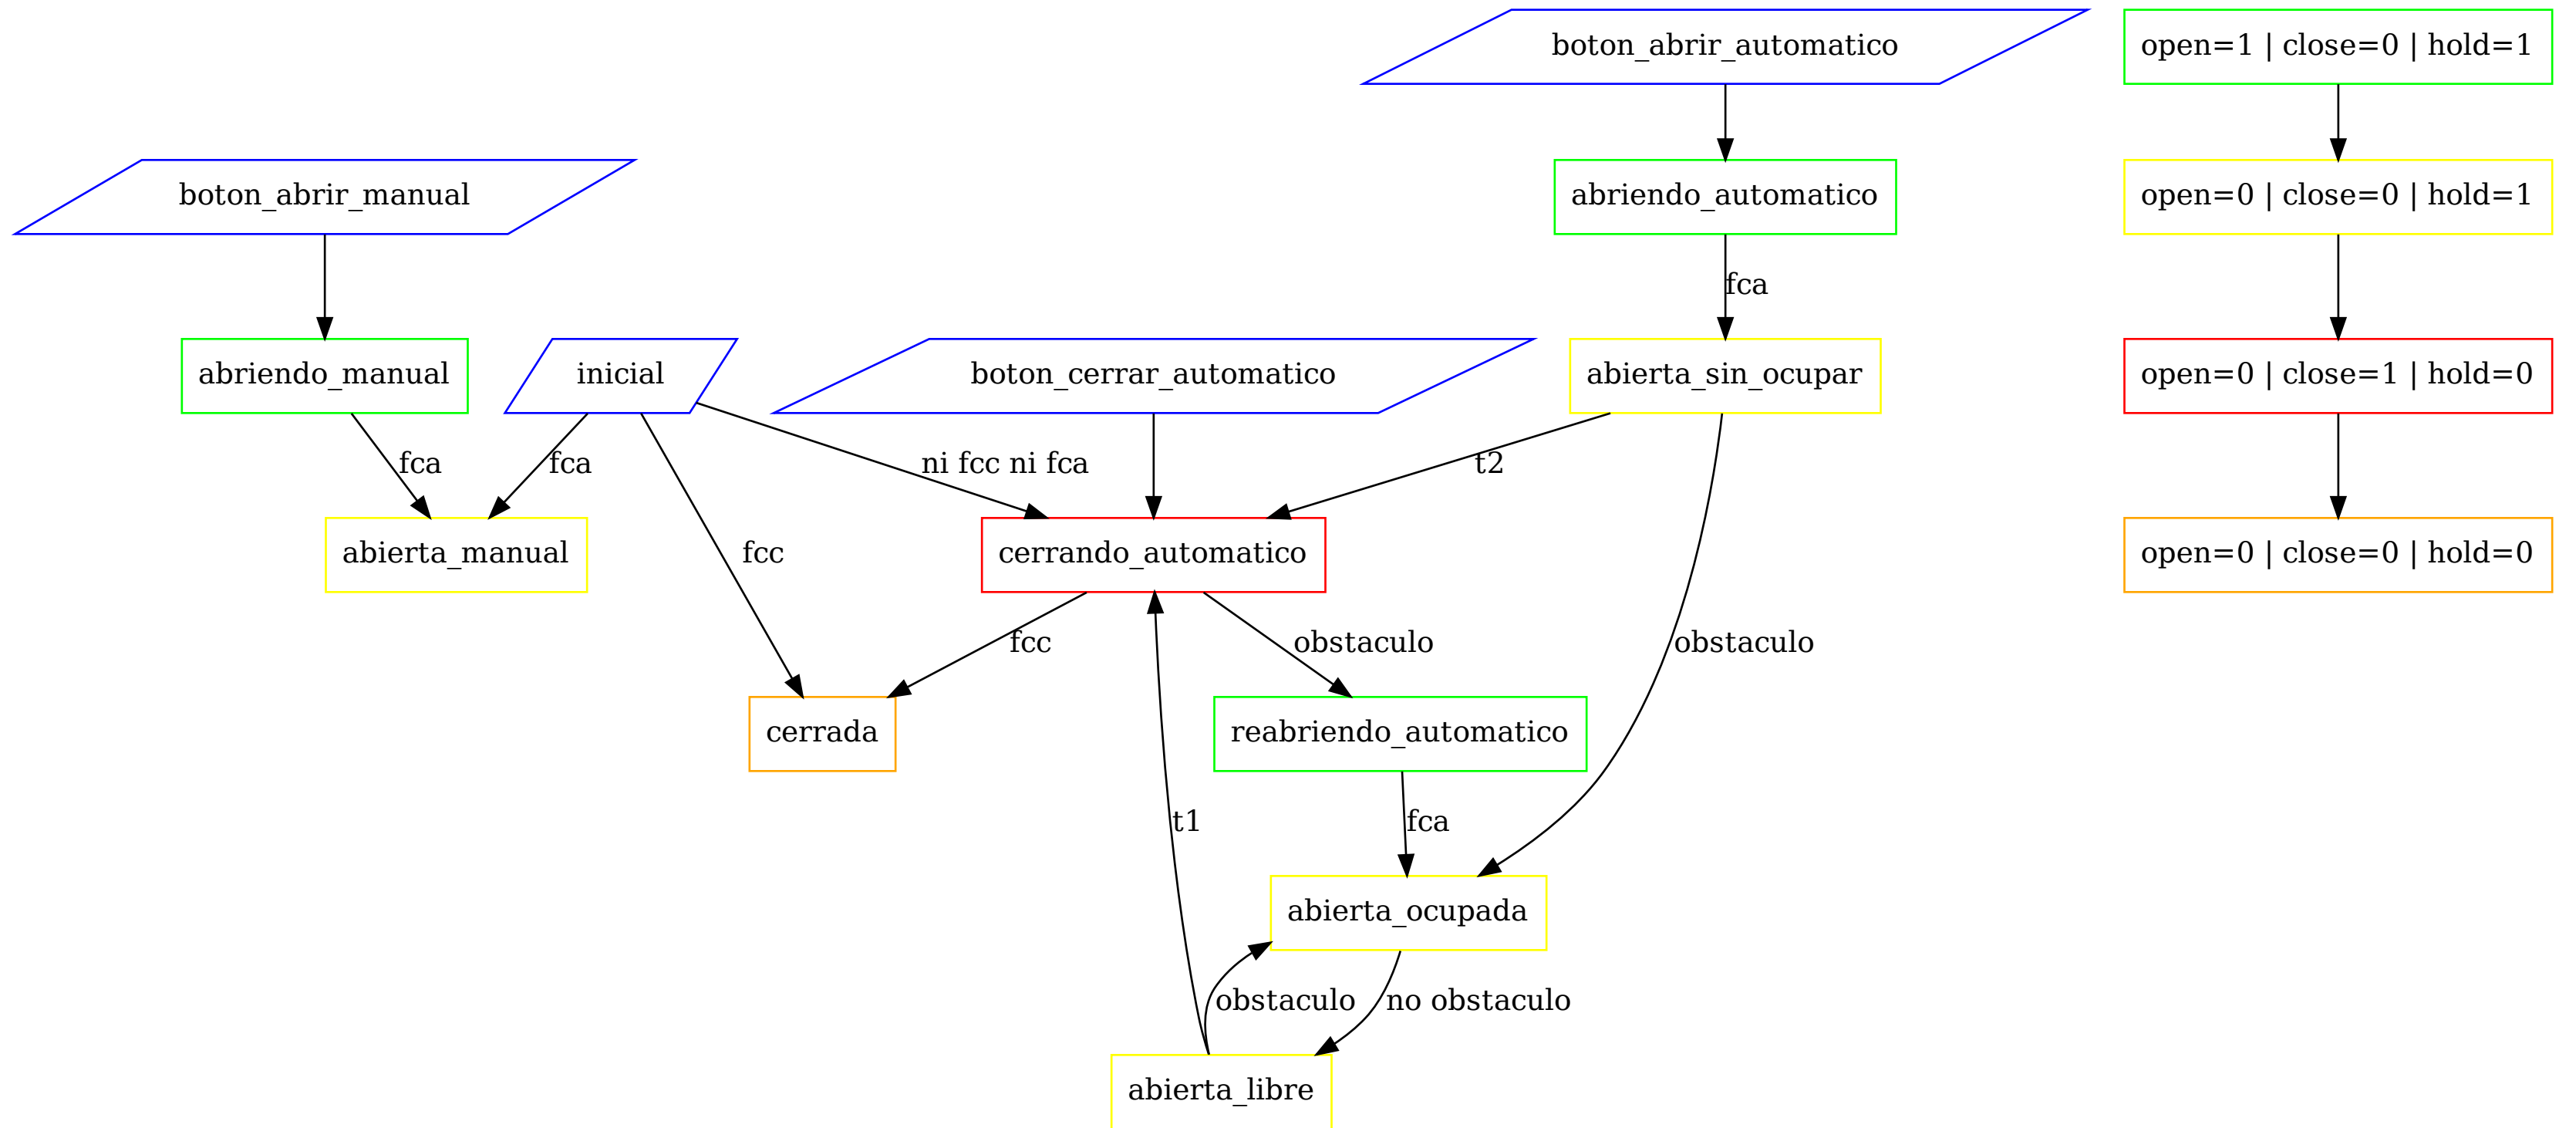 boton_abrir_automatico
open=1 | close=0 | hold=1
boton_abrir_manual
abriendo_automatico
open=0 | close=0 | hold=1
fca
abriendo_manual
inicial
boton_cerrar_automatico
abierta_sin_ocupar
open=0 | close=1 | hold=0
fca
fca
ni fcc ni fca
t2
abierta_manual
fcc
cerrando_automatico
open=0 | close=0 | hold=0
fcc
obstaculo
obstaculo
cerrada
reabriendo_automatico
t1
fca
abierta_ocupada
obstaculo
no obstaculo
abierta_libre